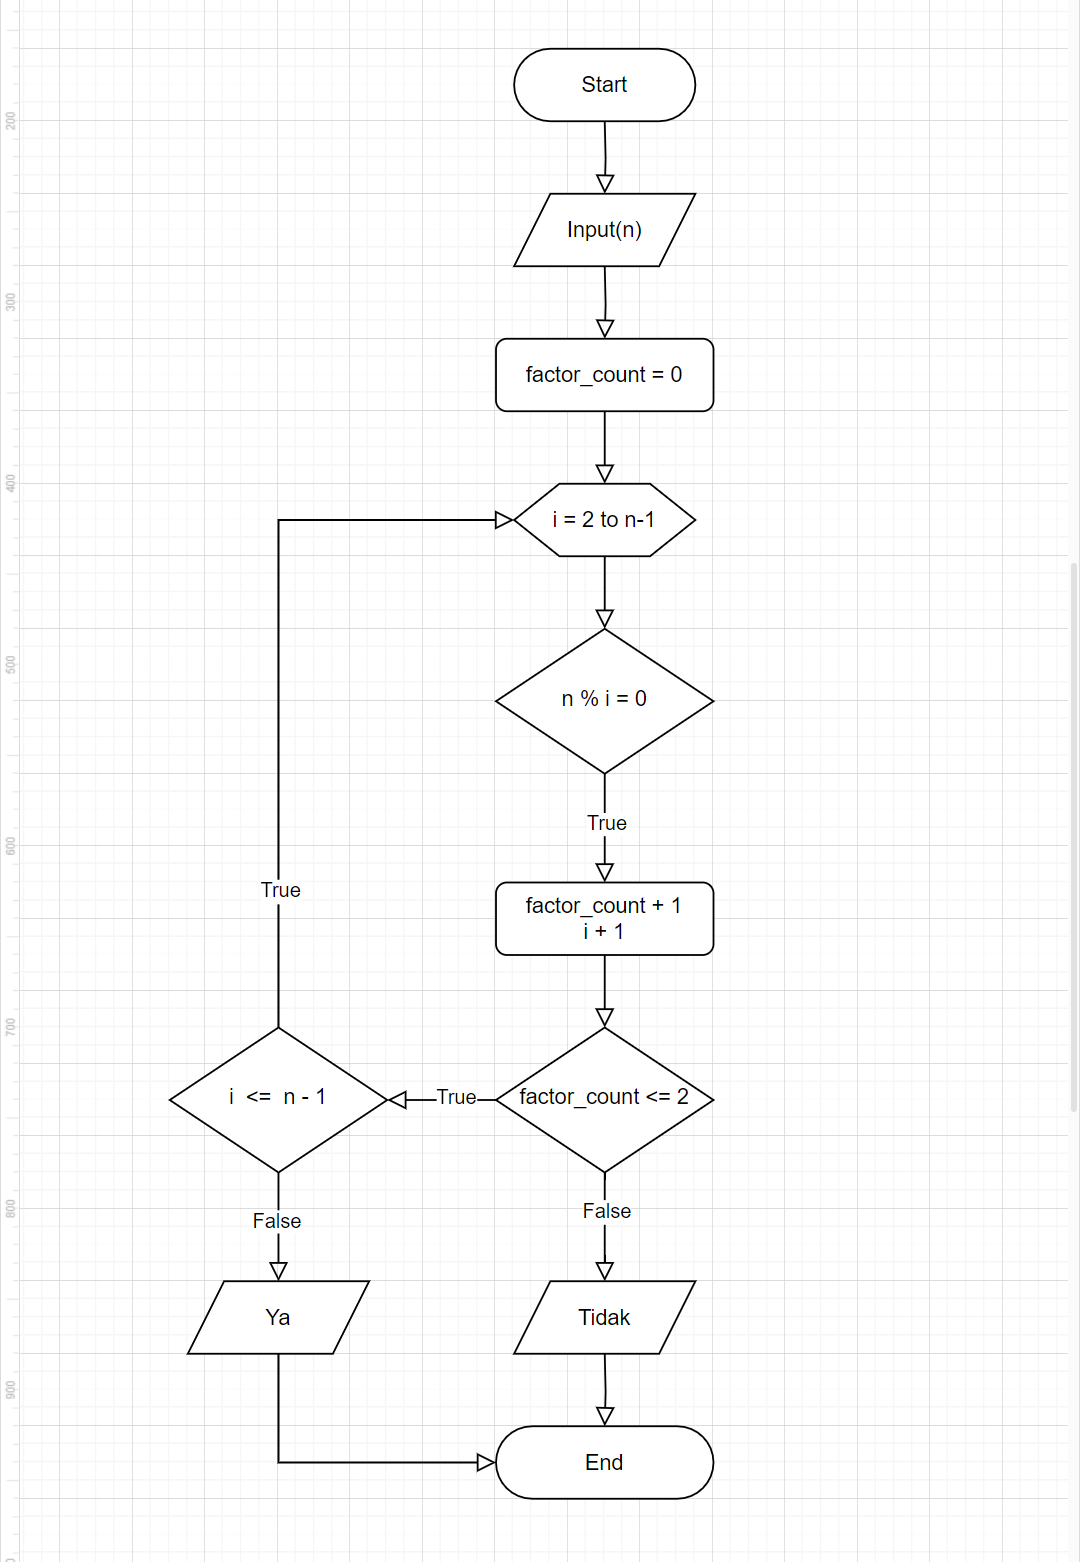 Start
200
Input(n)
300
factor_count = 0
400
i = 2 to n-1
500
n % i = 0
True
600
factor_count + 1
i + 1
True
700
i <= n - 1
True
factor_count <= 2
800
False
False
Ya
Tidak
900
End